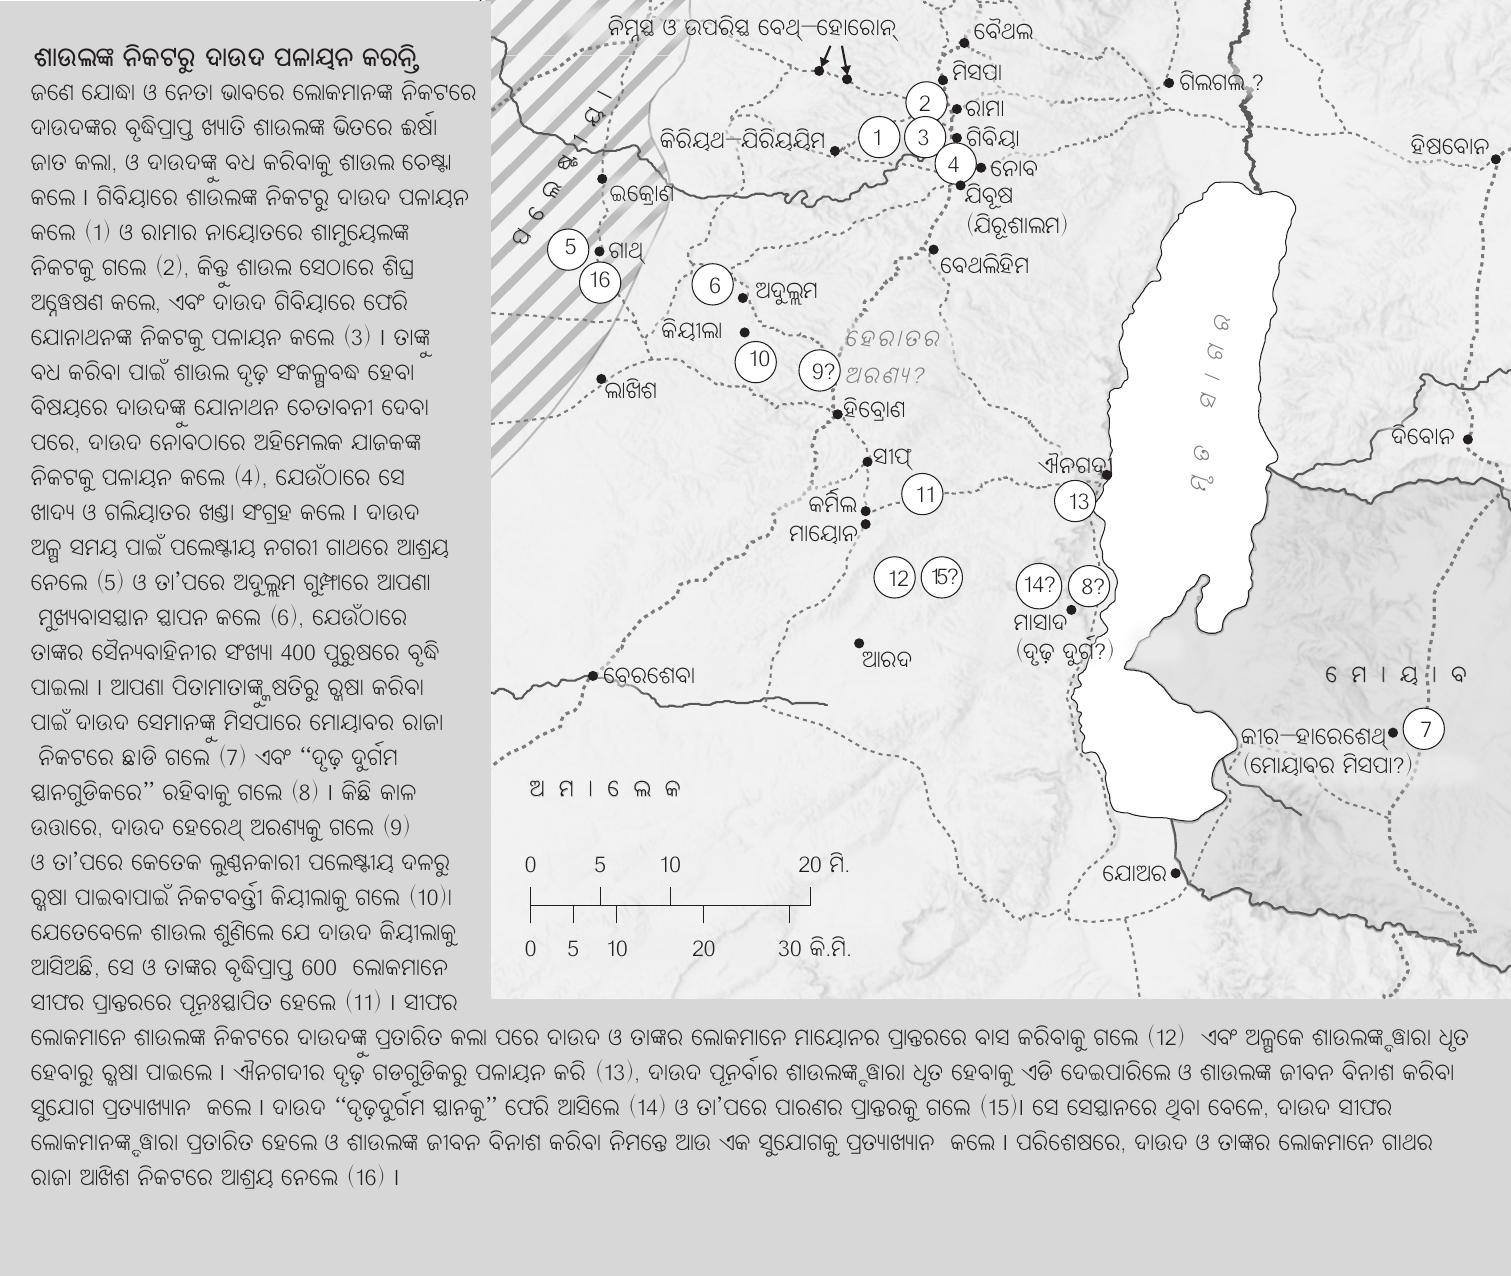 ଶାଉଲଙ୍କ ନିକଟରୁ ଦାଉଦ ପଳାୟନ କରନ୍ତି
ଜଣେ ଯୋଦ୍ଧା ଓ ନେତା ଭାବରେ ଲୋକମାନଙ୍କ ନିକଟରେ
ଦାଉଦଙ୍କର ବୃଦ୍ଧିପ୍ରାପ୍ତ ଖ୍ୟାତି ଶାଉଲଙ୍କ ଭିତରେ ଈର୍ଷା
ଜାତ କଲା, ଓ ଦାଉଦଙ୍କୁ ବଧ କରିବାକୁ ଶାଉଲ ଚେଷ୍ଟା
କଲେ । ଗିବିୟାରେ ଶାଉଲଙ୍କ ନିକଟରୁ ଦାଉଦ ପଳାୟନ
କଲେ (1) ଓ ରାମାର ନାୟୋତରେ ଶାମୁୟେଲଙ୍କ
ନିକଟକୁ ଗଲେ (2), କିନ୍ତୁ ଶାଉଲ ସେଠାରେ ଶିଘ୍ର
ଅନ୍ୱେଷଣ କଲେ, ଏବଂ ଦାଉଦ ଗିବିୟାରେ ଫେରି
ଯୋନାଥନଙ୍କ ନିକଟକୁ ପଳାୟନ କଲେ (3) । ତାଙ୍କୁ
ବଧ କରିବା ପାଇଁ ଶାଉଲ ଦୃଢ଼ ସଂକଳ୍ପବଦ୍ଧ ହେବା
ବିଷୟରେ ଦାଉଦଙ୍କୁ ଯୋନାଥନ ଚେତାବନୀ ଦେବା
ପରେ, ଦାଉଦ ନୋବଠାରେ ଅହିମେଲକ ଯାଜକଙ୍କ
ନିକଟକୁ ପଳାୟନ କଲେ (4), ଯେଉଁଠାରେ ସେ
ଖାଦ୍ୟ ଓ ଗଲିୟାତର ଖଣ୍ଡା ସଂଗ୍ରହ କଲେ । ଦାଉଦ
ଅଳ୍ପ ସମୟ ପାଇଁ ପଲେଷ୍ଟୀୟ ନଗରୀ ଗାଥରେ ଆଶ୍ରୟ
ନେଲେ (5) ଓ ତା’ପରେ ଅଦୁଲ୍ଲମ ଗୁମ୍ଫାରେ ଆପଣା
ମୁଖ୍ୟବାସସ୍ଥାନ ସ୍ଥାପନ କଲେ (6), ଯେଉଁଠାରେ
ତାଙ୍କର ସୈନ୍ୟବାହିନୀର ସଂଖ୍ୟା 400 ପୁରୁଷରେ ବୃଦ୍ଧି
ପାଇଲା । ଆପଣା ପିତାମାତାଙ୍କୁ କ୍ଷତିରୁ ରକ୍ଷା କରିବା
ପାଇଁ ଦାଉଦ ସେମାନଙ୍କୁ ମିସପାରେ ମୋୟାବର ରାଜା
ନିକଟରେ ଛାଡି ଗଲେ (7) ଏବଂ “ଦୃଢ଼ ଦୁର୍ଗମ
ସ୍ଥାନଗୁଡିକରେ” ରହିବାକୁ ଗଲେ (8) । କିଛି କାଳ
ଉତ୍ତାରେ, ଦାଉଦ ହେରେଥ୍ ଅରଣ୍ୟକୁ ଗଲେ (9)
ଓ ତା’ପରେ କେତେକ ଲୁଣ୍ଠନକାରୀ ପଲେଷ୍ଟୀୟ ଦଳରୁ
ରକ୍ଷା ପାଇବାପାଇଁ ନିକଟବର୍ତ୍ତୀ କିୟୀଲାକୁ ଗଲେ (10)।
ଯେତେବେଳେ ଶାଉଲ ଶୁଣିଲେ ଯେ ଦାଉଦ କିୟୀଲାକୁ
ଆସିଅଛି, ସେ ଓ ତାଙ୍କର ବୃଦ୍ଧିପ୍ରାପ୍ତ 600 ଲୋକମାନେ
ସୀଫର ପ୍ରାନ୍ତରରେ ପୂନଃସ୍ଥାପିତ ହେଲେ (11) । ସୀଫର
ଲୋକମାନେ ଶାଉଲଙ୍କ ନିକଟରେ ଦାଉଦଙ୍କୁ ପ୍ରତାରିତ କଲା ପରେ ଦାଉଦ ଓ ତାଙ୍କର ଲୋକମାନେ ମାୟୋନର ପ୍ରାନ୍ତରରେ ବାସ କରିବାକୁ ଗଲେ (12) ଏବଂ ଅଳ୍ପକେ ଶାଉଲଙ୍କ ଦ୍ୱାରା ଧୃତ
ହେବାରୁ ରକ୍ଷା ପାଇଲେ । ଐନଗଦୀର ଦୃଢ଼ ଗଡଗୁଡିକରୁ ପଳାୟନ କରି (13), ଦାଉଦ ପୂନର୍ବାର ଶାଉଲଙ୍କ ଦ୍ୱାରା ଧୃତ ହେବାକୁ ଏଡି ଦେଇପାରିଲେ ଓ ଶାଉଲଙ୍କ ଜୀବନ ବିନାଶ କରିବା
ସୁଯୋଗ ପ୍ରତ୍ୟାଖ୍ୟାନ କଲେ । ଦାଉଦ “ଦୃଢ଼ଦୁର୍ଗମ ସ୍ଥାନକୁ” ଫେରି ଆସିଲେ (14) ଓ ତା’ପରେ ପାରଣର ପ୍ରାନ୍ତରକୁ ଗଲେ (15)। ସେ ସେସ୍ଥାନରେ ଥିବା ବେଳେ, ଦାଉଦ ସୀଫର
ଲୋକମାନଙ୍କ ଦ୍ୱାରା ପ୍ରତାରିତ ହେଲେ ଓ ଶାଉଲଙ୍କ ଜୀବନ ବିନାଶ କରିବା ନିମନ୍ତେ ଆଉ ଏକ ସୁଯୋଗକୁ ପ୍ରତ୍ୟାଖ୍ୟାନ କଲେ । ପରିଶେଷରେ, ଦାଉଦ ଓ ତାଙ୍କର ଲୋକମାନେ ଗାଥର
ରାଜା ଆଖିଶ ନିକଟରେ ଆଶ୍ରୟ ନେଲେ (16) ।
ନିମ୍ନସ୍ଥ ଓ ଉପରିସ୍ଥ ବେଥ୍–ହୋରୋନ୍
ବୈଥଲ
ମିସପା
ଗିଲଗଲ ?
2
ରାମା
କିରିୟଥ–ଯିରିୟୟିମ
1
3
ଗିବିୟା
ହିଷବୋନ
4
ନୋବ
ଇକ୍ରୋଣ
ଯିବୂଷ
(ଯିରୂଶାଲମ)
ପଲେଷ୍ଟୀୟା
5
ଗାଥ୍
ବେଥଲିହିମ
16
6
ଅଦୁଲ୍ଲମ
କିୟୀଲା
ହେରାତର
ଅରଣ୍ୟ?
10
9?
ମୃତ ସାଗର
ଲାଖିଶ
ହିବ୍ରୋଣ
ଦିବୋନ
ସୀଫ୍
ଐନଗଦୀ
11
13
କର୍ମିଲ
ମାୟୋନ
12
15?
14?
8?
ମାସାଦ
(ଦୃଢ଼ ଦୁର୍ଗ?)
ଆରଦ
ବେରଶେବା
ମୋୟାବ
7
କୀର–ହାରେଶେଥ୍
(ମୋୟାବର ମିସପା?)
ଅମାଲେକ
0 5 10 20 ମି.
0 5 10 20 30 କି.ମି.
ଯୋଅର